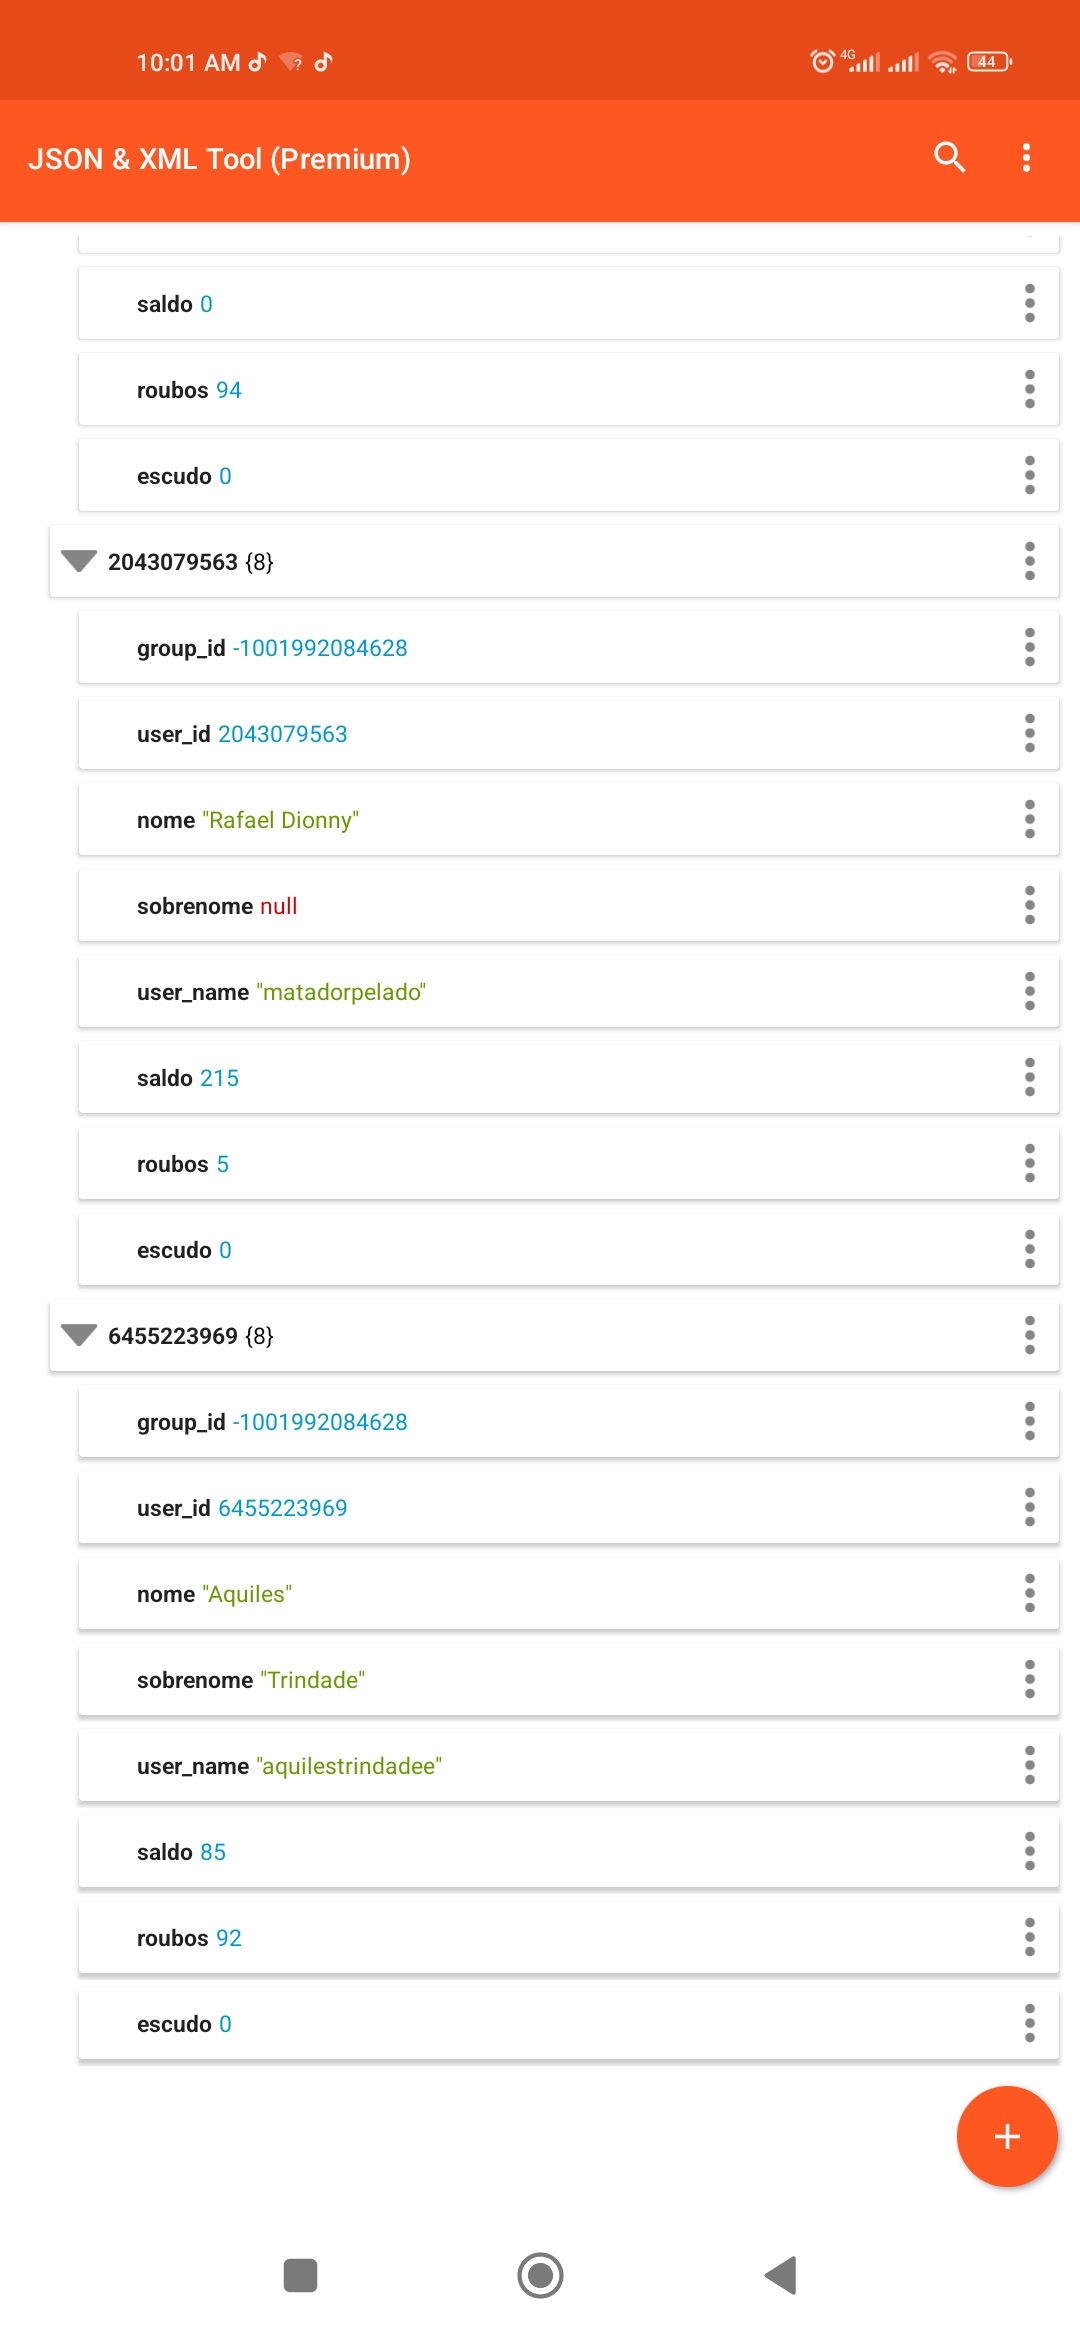 10:01 AM
4G
44
JSON & XML Tool (Premium)
saldo 0
roubos 94
escudo 0
2043079563 {8}
group_id -1001992084628
user_id 2043079563
nome "Rafael Dionny"
sobrenome null
user_name "matadorpelado"
saldo 215
roubos 5
escudo 0
6455223969 {8}
group_id -1001992084628
user_id 6455223969
nome "Aquiles"
sobrenome "Trindade"
user_name "aquilestrindadee"
saldo 85
roubos 92
escudo 0